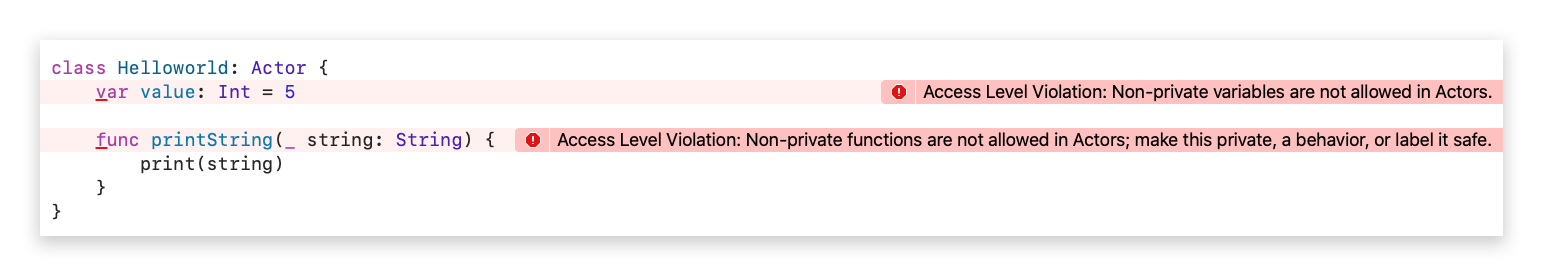 class Helloworld: Actor {
var value: Int = 5 Access Level Violation: Non-private variables are not allowed in Actors.
func printString(_ string: String) { Access Level Violation: Non-private functions are not allowed in Actors; make this private, a behavior, or label it safe.
print(string)
}
}